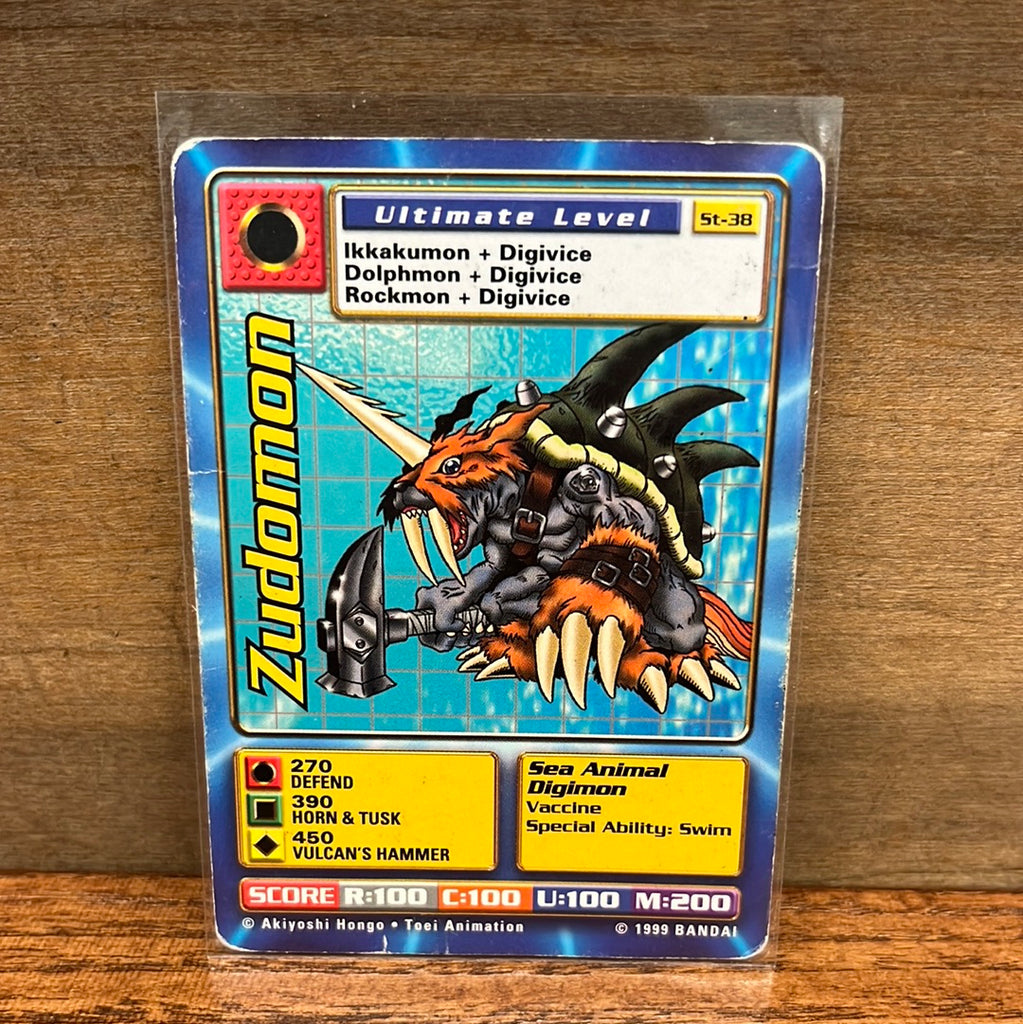 Ultimate Level
St-38
Ikkakumon + Digivice
Dolphmon + Digivice
Rockmon + Digivice
Zudomon
270
DEFEND
390
HORN & TUSK
450
VULCAN'S HAMMER
Sea Animal
Digimon
Vaccine
Special Ability: Swim
SCORE R:100 C:100 U:100 M:200
© Akiyoshi Hongo • Toei Animation
© 1999 BANDAI